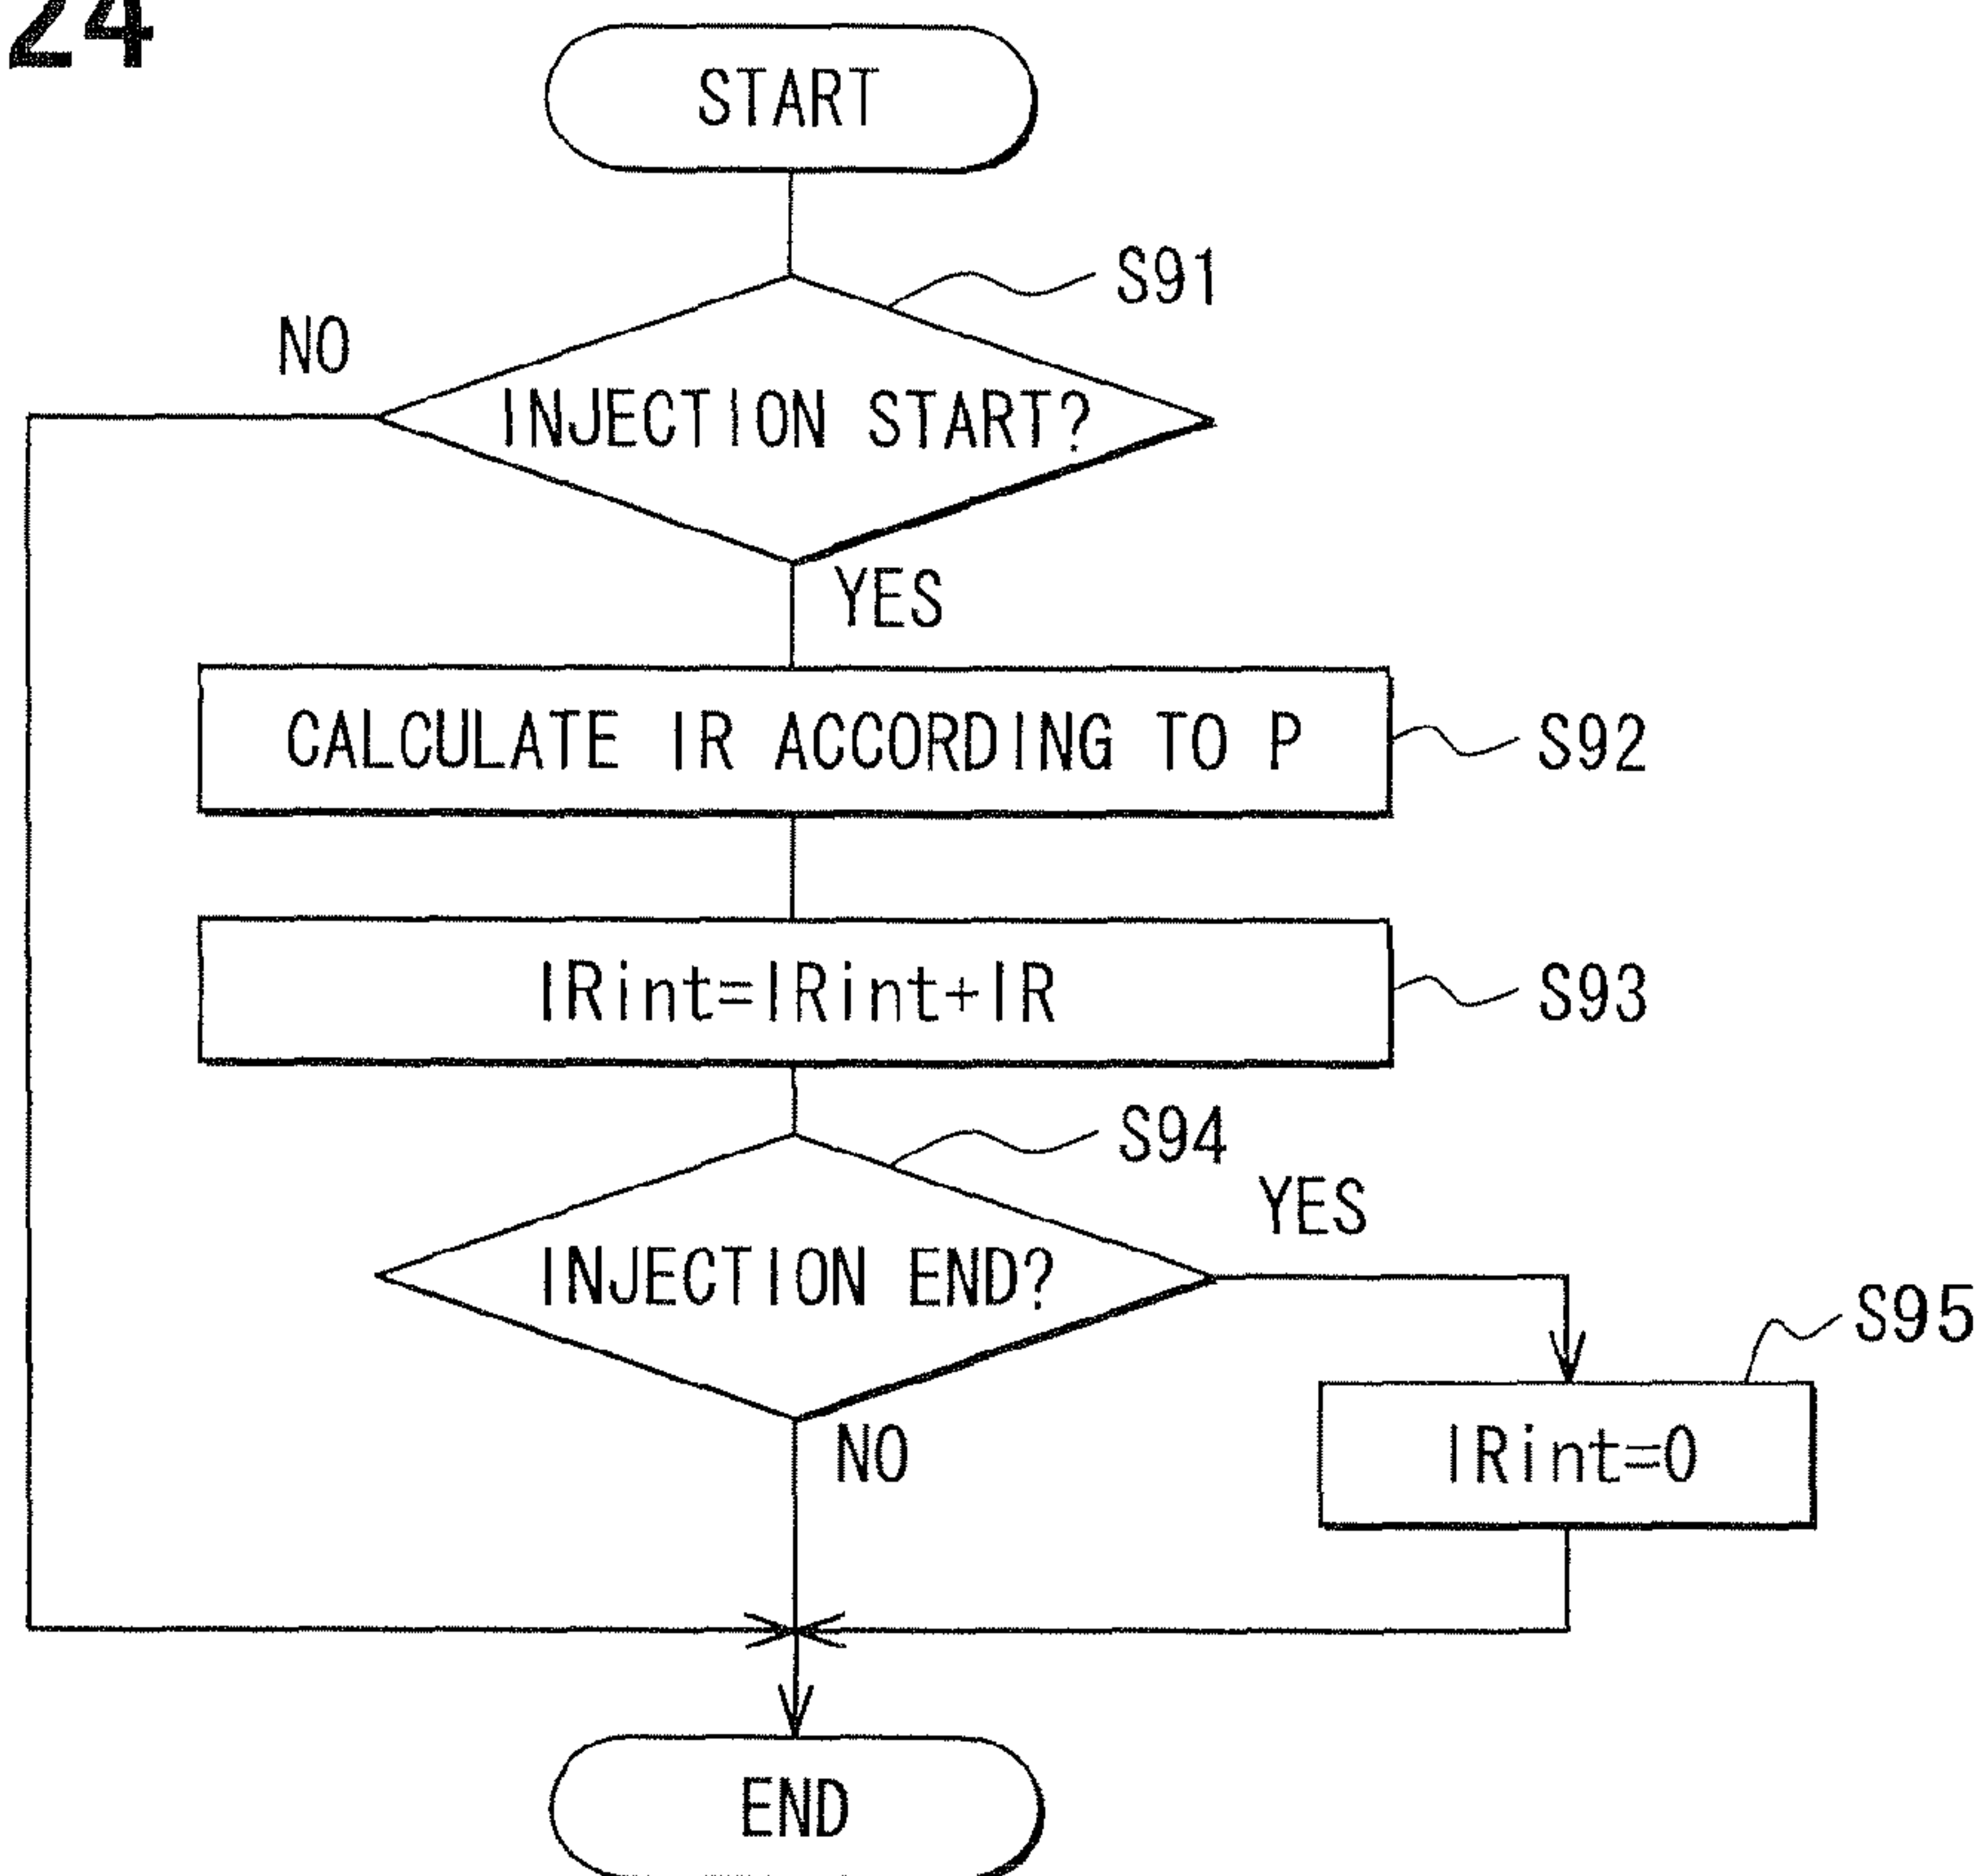 24
START
S91
NO
INJECTION START?
YES
CALCULATE IR ACCORDING TO P
S92
IRint=IRint+IR
S93
S94
YES
INJECTION END?
S95
NO
IRint=0
END